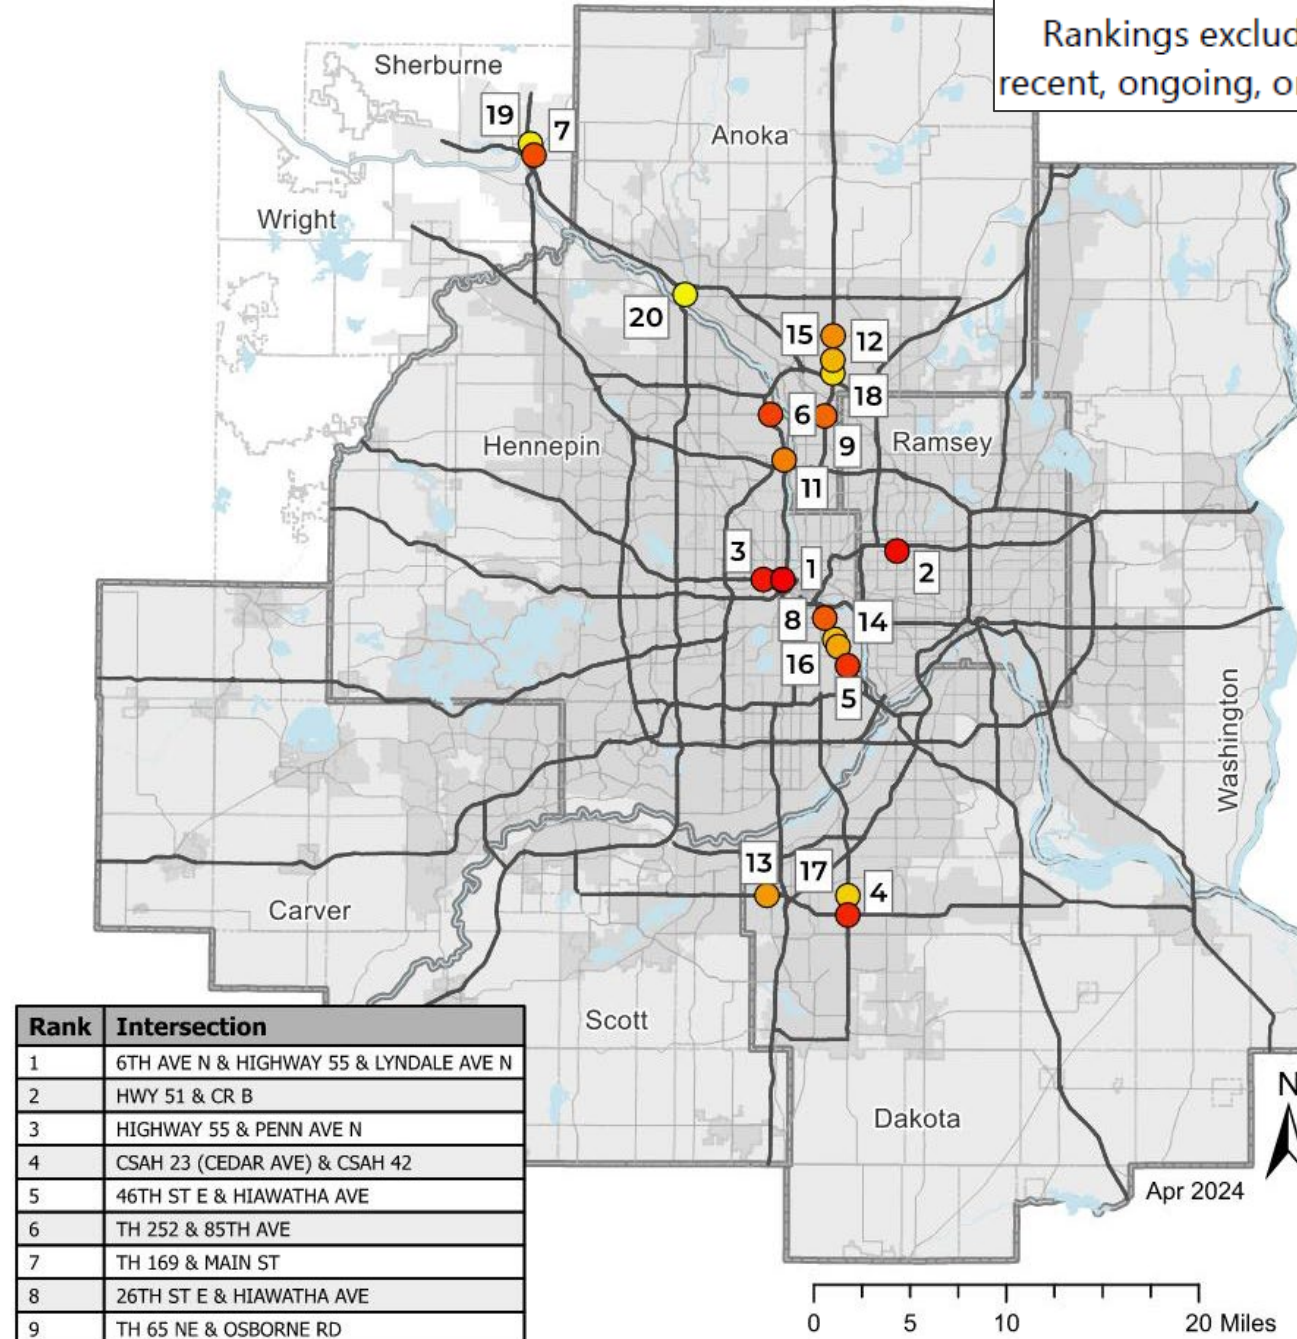 Rankings exclud
recent, ongoing, or
Sherburne
19
7
Anoka
Wright
20
15
12
18
6
Hennepin
9
Ramsey
11
3
1
2
8
14
16
5
Washington
13
17
4
Carver
Scott
Dakota
N
Apr 2024
Rank Intersection
1 6TH AVE N & HIGHWAY 55 & LYNDALE AVE N
2 HWY 51 & CR B
3 HIGHWAY 55 & PENN AVE N
4 CSAH 23 (CEDAR AVE) & CSAH 42
5 46TH ST E & HIAWATHA AVE
6 TH 252 & 85TH AVE
7 TH 169 & MAIN ST
8 26TH ST E & HIAWATHA AVE
9 TH 65 NE & OSBORNE RD
0 5 10 20 Miles